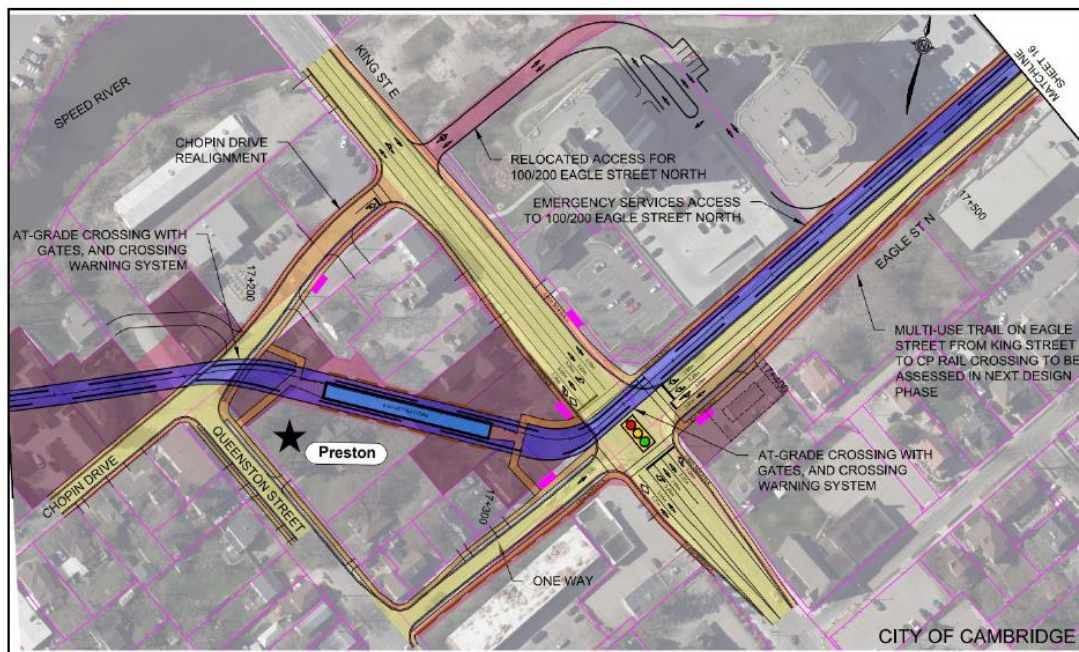 SPEED RIVER
KING ST E
CHOPIN DRIVE
REALIGNMENT
RELOCATED ACCESS FOR
100/200 EAGLE STREET NORTH
EMERGENCY SERVICES ACCESS
TO 100/200 EAGLE STREET NORTH
MATCHLINE
SHEET 16
AT-GRADE CROSSING WITH
GATES, AND CROSSING
WARNING SYSTEM
17+200
17+500
EAGLE ST N
MULTI-USE TRAIL ON EAGLE
STREET FROM KING STREET
TO CP RAIL CROSSING TO BE
ASSESSED IN NEXT DESIGN
PHASE
17+400
CHOPIN DRIVE
QUEENSTON STREET
Preston
17+300
AT-GRADE CROSSING WITH
GATES, AND CROSSING
WARNING SYSTEM
ONE WAY
CITY OF CAMBRIDGE